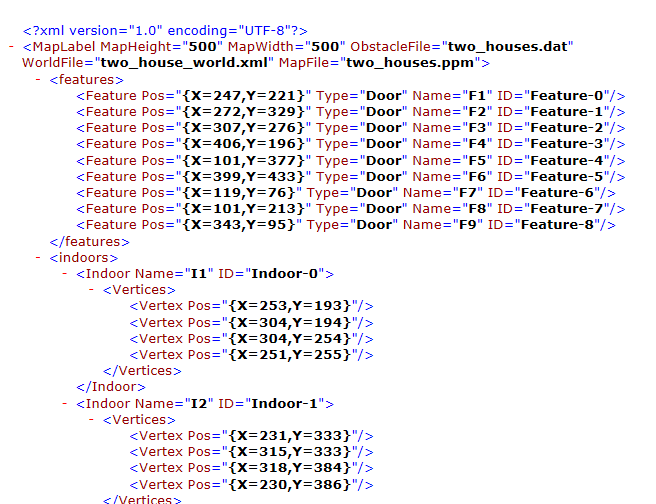 <?xml version="1.0" encoding="UTF-8"?>
- <MapLabel MapHeight="500" MapWidth="500" ObstacleFile="two_houses.dat"
WorldFile="two_house_world.xml" MapFile="two_houses.ppm">
- <features>
<Feature Pos="{X=247,Y=221}" Type="Door" Name="F1" ID="Feature-0"/>
<Feature Pos="{X=272,Y=329}" Type="Door" Name="F2" ID="Feature-1"/>
<Feature Pos="{X=307,Y=276}" Type="Door" Name="F3" ID="Feature-2"/>
<Feature Pos="{X=406,Y=196}" Type="Door" Name="F4" ID="Feature-3"/>
<Feature Pos="{X=101,Y=377}" Type="Door" Name="F5" ID="Feature-4"/>
<Feature Pos="{X=399,Y=433}" Type="Door" Name="F6" ID="Feature-5"/>
<Feature Pos="{X=119,Y=76}" Type="Door" Name="F7" ID="Feature-6"/>
<Feature Pos="{X=101,Y=213}" Type="Door" Name="F8" ID="Feature-7"/>
<Feature Pos="{X=343,Y=95}" Type="Door" Name="F9" ID="Feature-8"/>
</features>
- <indoors>
- <Indoor Name="I1" ID="Indoor-0">
- <Vertices>
<Vertex Pos="{X=253,Y=193}"/>
<Vertex Pos="{X=304,Y=194}"/>
<Vertex Pos="{X=304,Y=254}"/>
<Vertex Pos="{X=251,Y=255}"/>
</Vertices>
</Indoor>
- <Indoor Name="I2" ID="Indoor-1">
- <Vertices>
<Vertex Pos="{X=231,Y=333}"/>
<Vertex Pos="{X=315,Y=333}"/>
<Vertex Pos="{X=318,Y=384}"/>
<Vertex Pos="{X=230,Y=386}"/>
</Vertices>